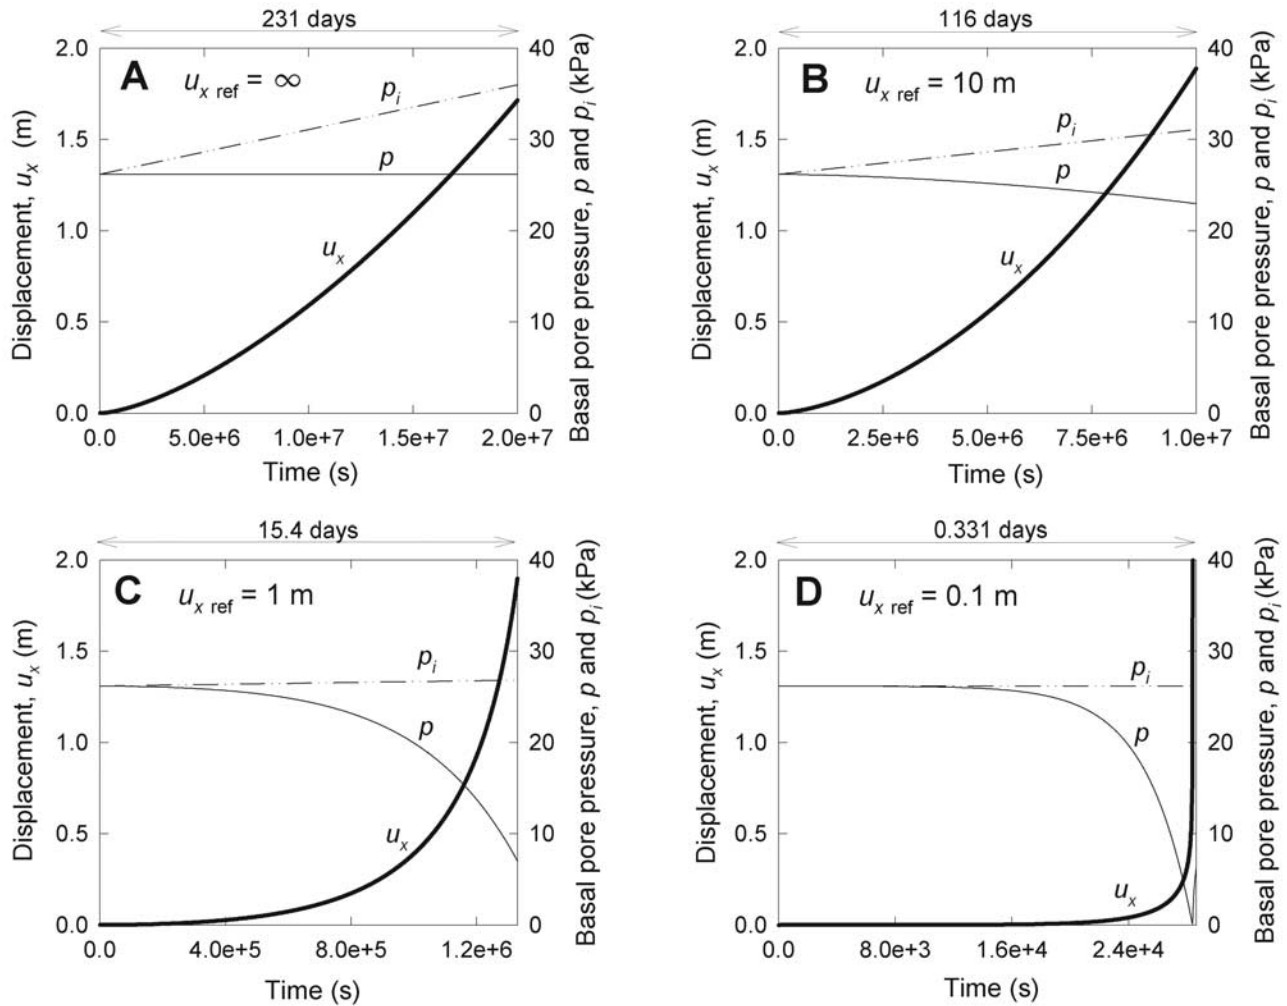 231 days
A u_x ref = ∞
p_i
p
u_x
2.0
1.5
1.0
0.5
0.0
40
30
20
10
0
0.0 5.0e+6 1.0e+7 1.5e+7 2.0e+7
Time (s)
Displacement, u_x (m)
Basal pore pressure, p and p_i (kPa)
116 days
B u_x ref = 10 m
p_i
p
u_x
2.0
1.5
1.0
0.5
0.0
40
30
20
10
0
0.0 2.5e+6 5.0e+6 7.5e+6 1.0e+7
Time (s)
Displacement, u_x (m)
Basal pore pressure, p and p_i (kPa)
15.4 days
C u_x ref = 1 m
p_i
p
u_x
2.0
1.5
1.0
0.5
0.0
40
30
20
10
0
0.0 4.0e+5 8.0e+5 1.2e+6
Time (s)
Displacement, u_x (m)
Basal pore pressure, p and p_i (kPa)
0.331 days
D u_x ref = 0.1 m
p_i
p
u_x
2.0
1.5
1.0
0.5
0.0
40
30
20
10
0
0.0 8.0e+3 1.6e+4 2.4e+4
Time (s)
Displacement, u_x (m)
Basal pore pressure, p and p_i (kPa)